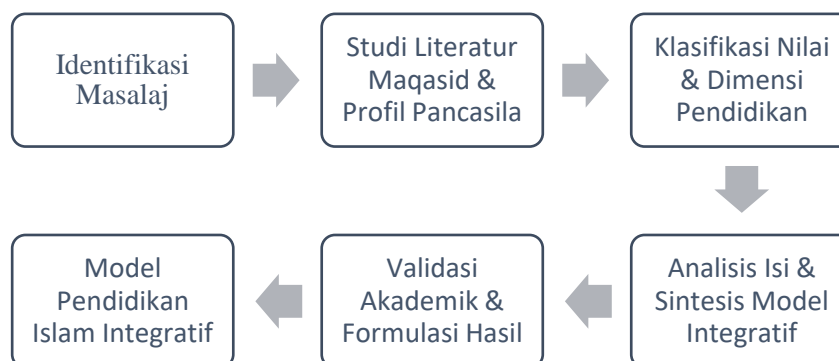 Identifikasi
Masalaj
Studi Literatur
Maqasid &
Profil Pancasila
Klasifikasi Nilai
& Dimensi
Pendidikan
Analisis Isi &
Sintesis Model
Integratif
Validasi
Akademik &
Formulasi Hasil
Model
Pendidikan
Islam Integratif